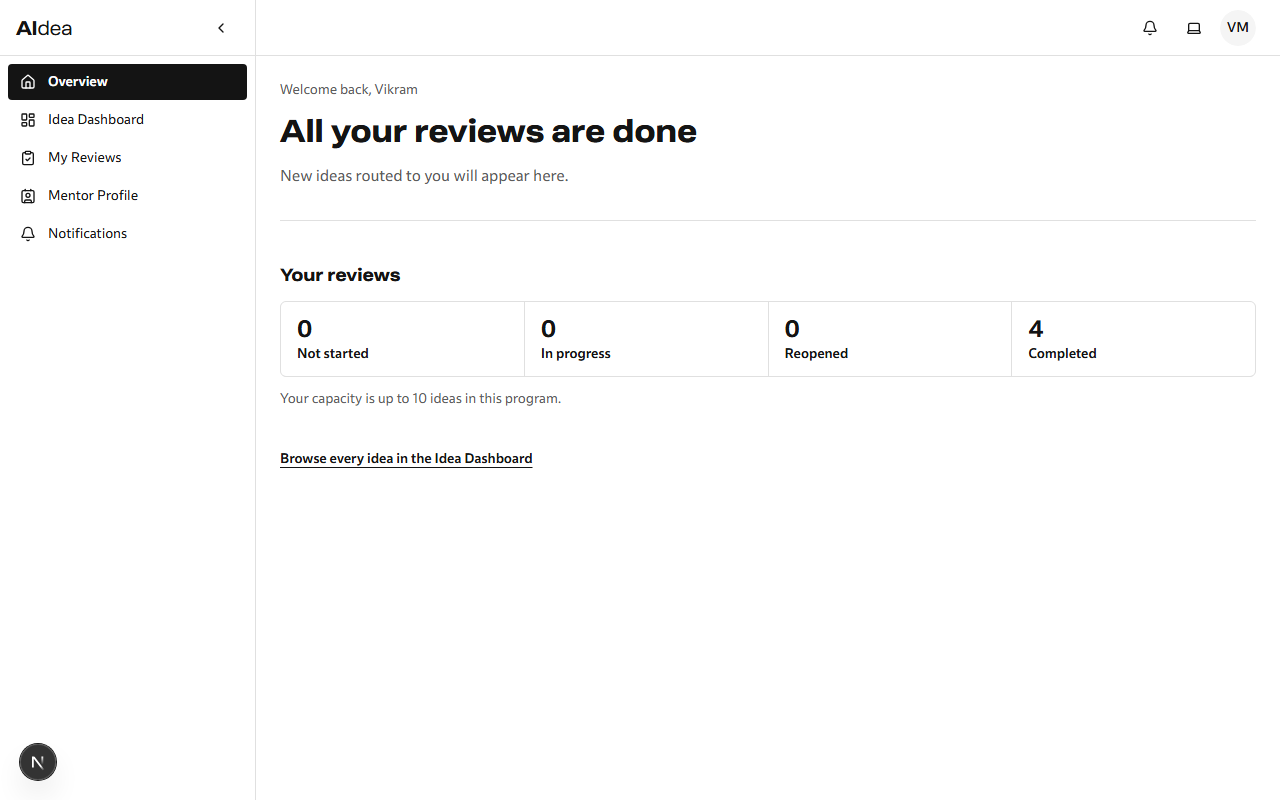 AIdea
VM
Overview
Idea Dashboard
My Reviews
Mentor Profile
Notifications
Welcome back, Vikram
All your reviews are done
New ideas routed to you will appear here.
Your reviews
0
Not started
0
In progress
0
Reopened
4
Completed
Your capacity is up to 10 ideas in this program.
Browse every idea in the Idea Dashboard
N